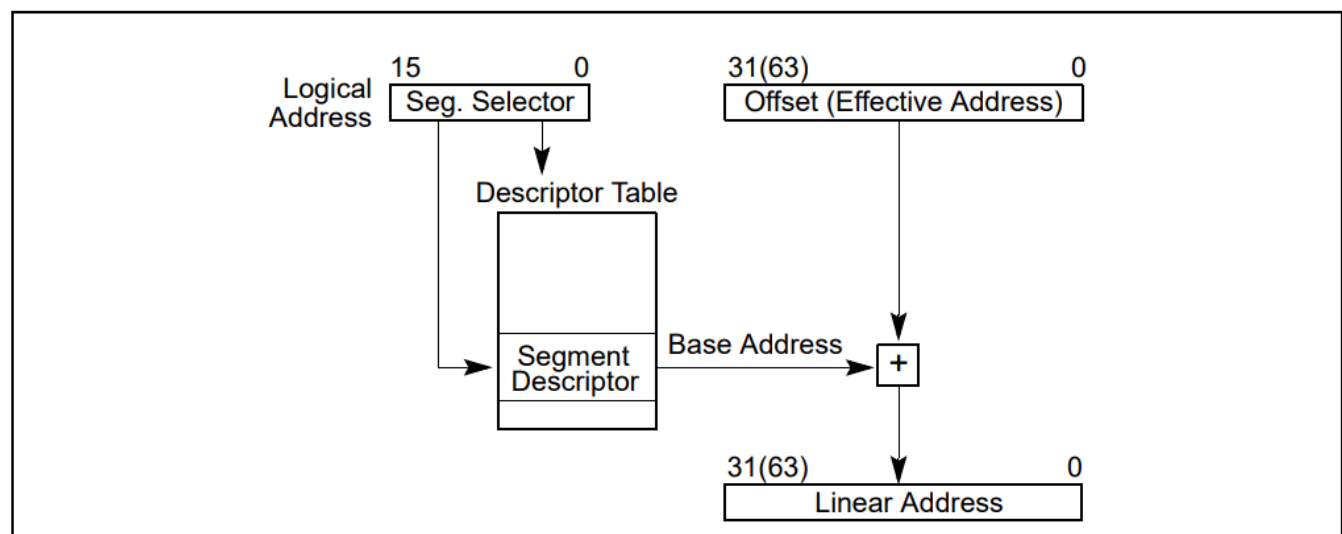 15 0 31(63) 0
Logical
Address
Seg. Selector Offset (Effective Address)
Descriptor Table
Base Address
Segment
Descriptor
+
31(63) 0
Linear Address